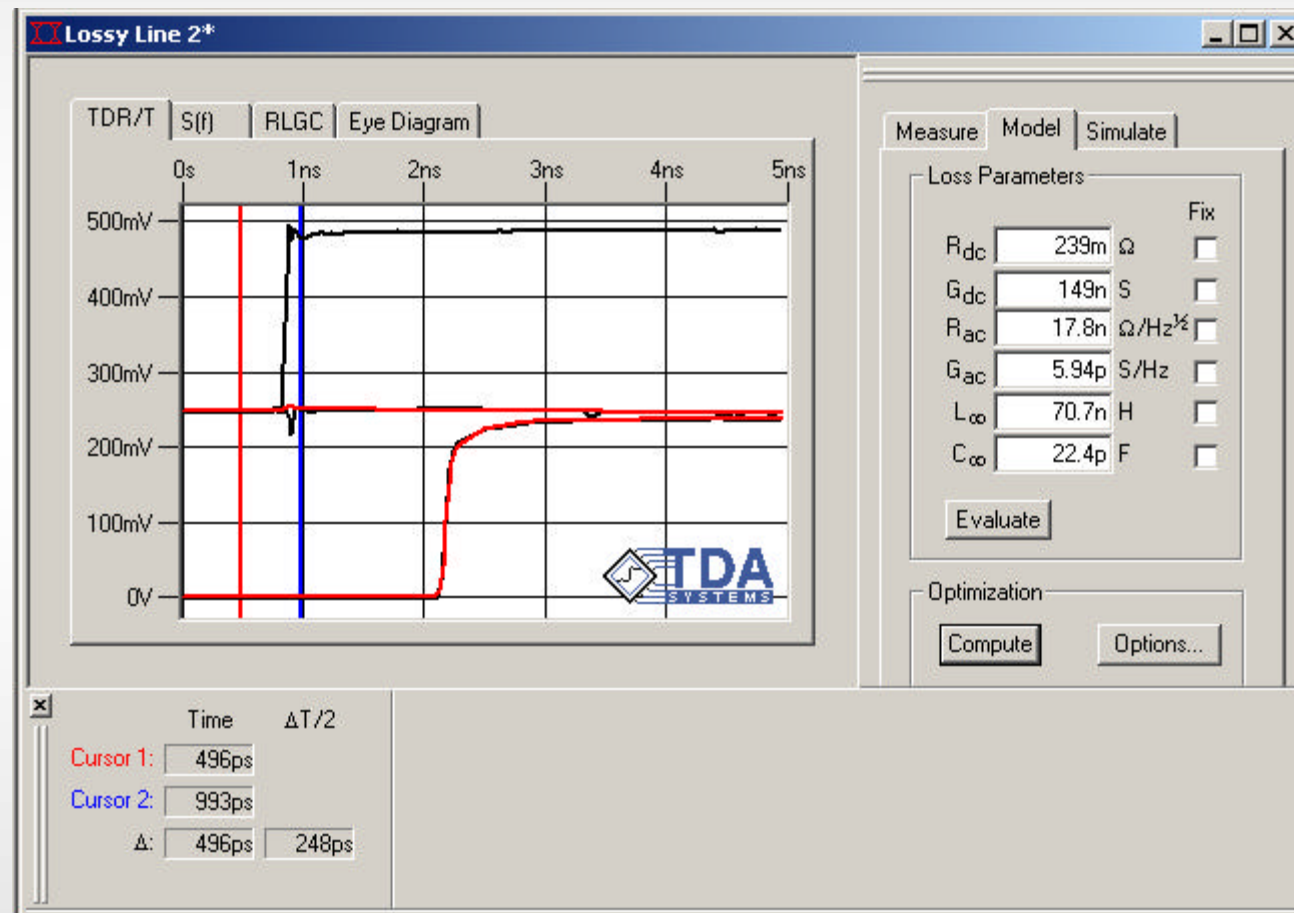 Lossy Line 2*
TDR/T S(f) RLGC Eye Diagram
0s 1ns 2ns 3ns 4ns 5ns
500mV
400mV
300mV
200mV
100mV
0V
TDA
SYSTEMS
Measure Model Simulate
Loss Parameters
Fix
Rdc 239m Ω
Gdc 149n S
Rac 17.8n Ω/Hz½
Gac 5.94p S/Hz
L∞ 70.7n H
C∞ 22.4p F
Evaluate
Optimization
Compute Options...
Time ΔT/2
Cursor 1: 496ps
Cursor 2: 993ps
Δ: 496ps 248ps